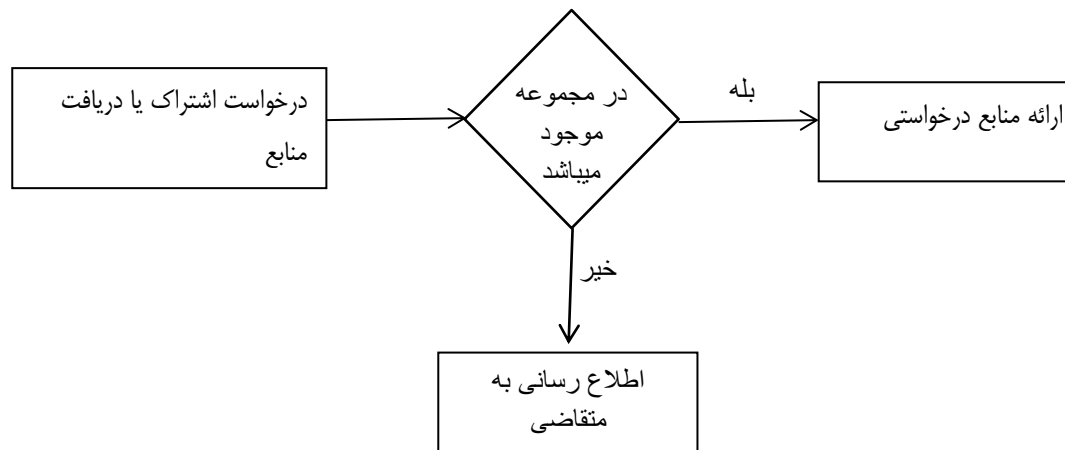 درخواست اشتراک یا دریافت
منابع
در مجموعه
موجود
میباشد
بله
ارائه منابع درخواستی
خیر
اطلاع رسانی به
متقاضی